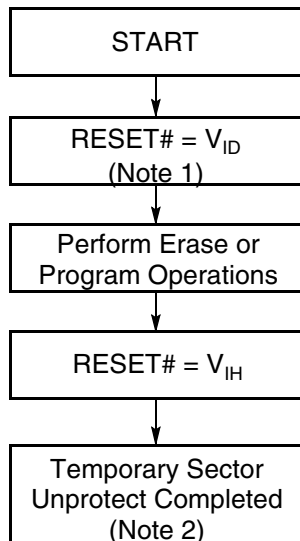 START
RESET# = VID
(Note 1)
Perform Erase or
Program Operations
RESET# = VIH
Temporary Sector
Unprotect Completed
(Note 2)